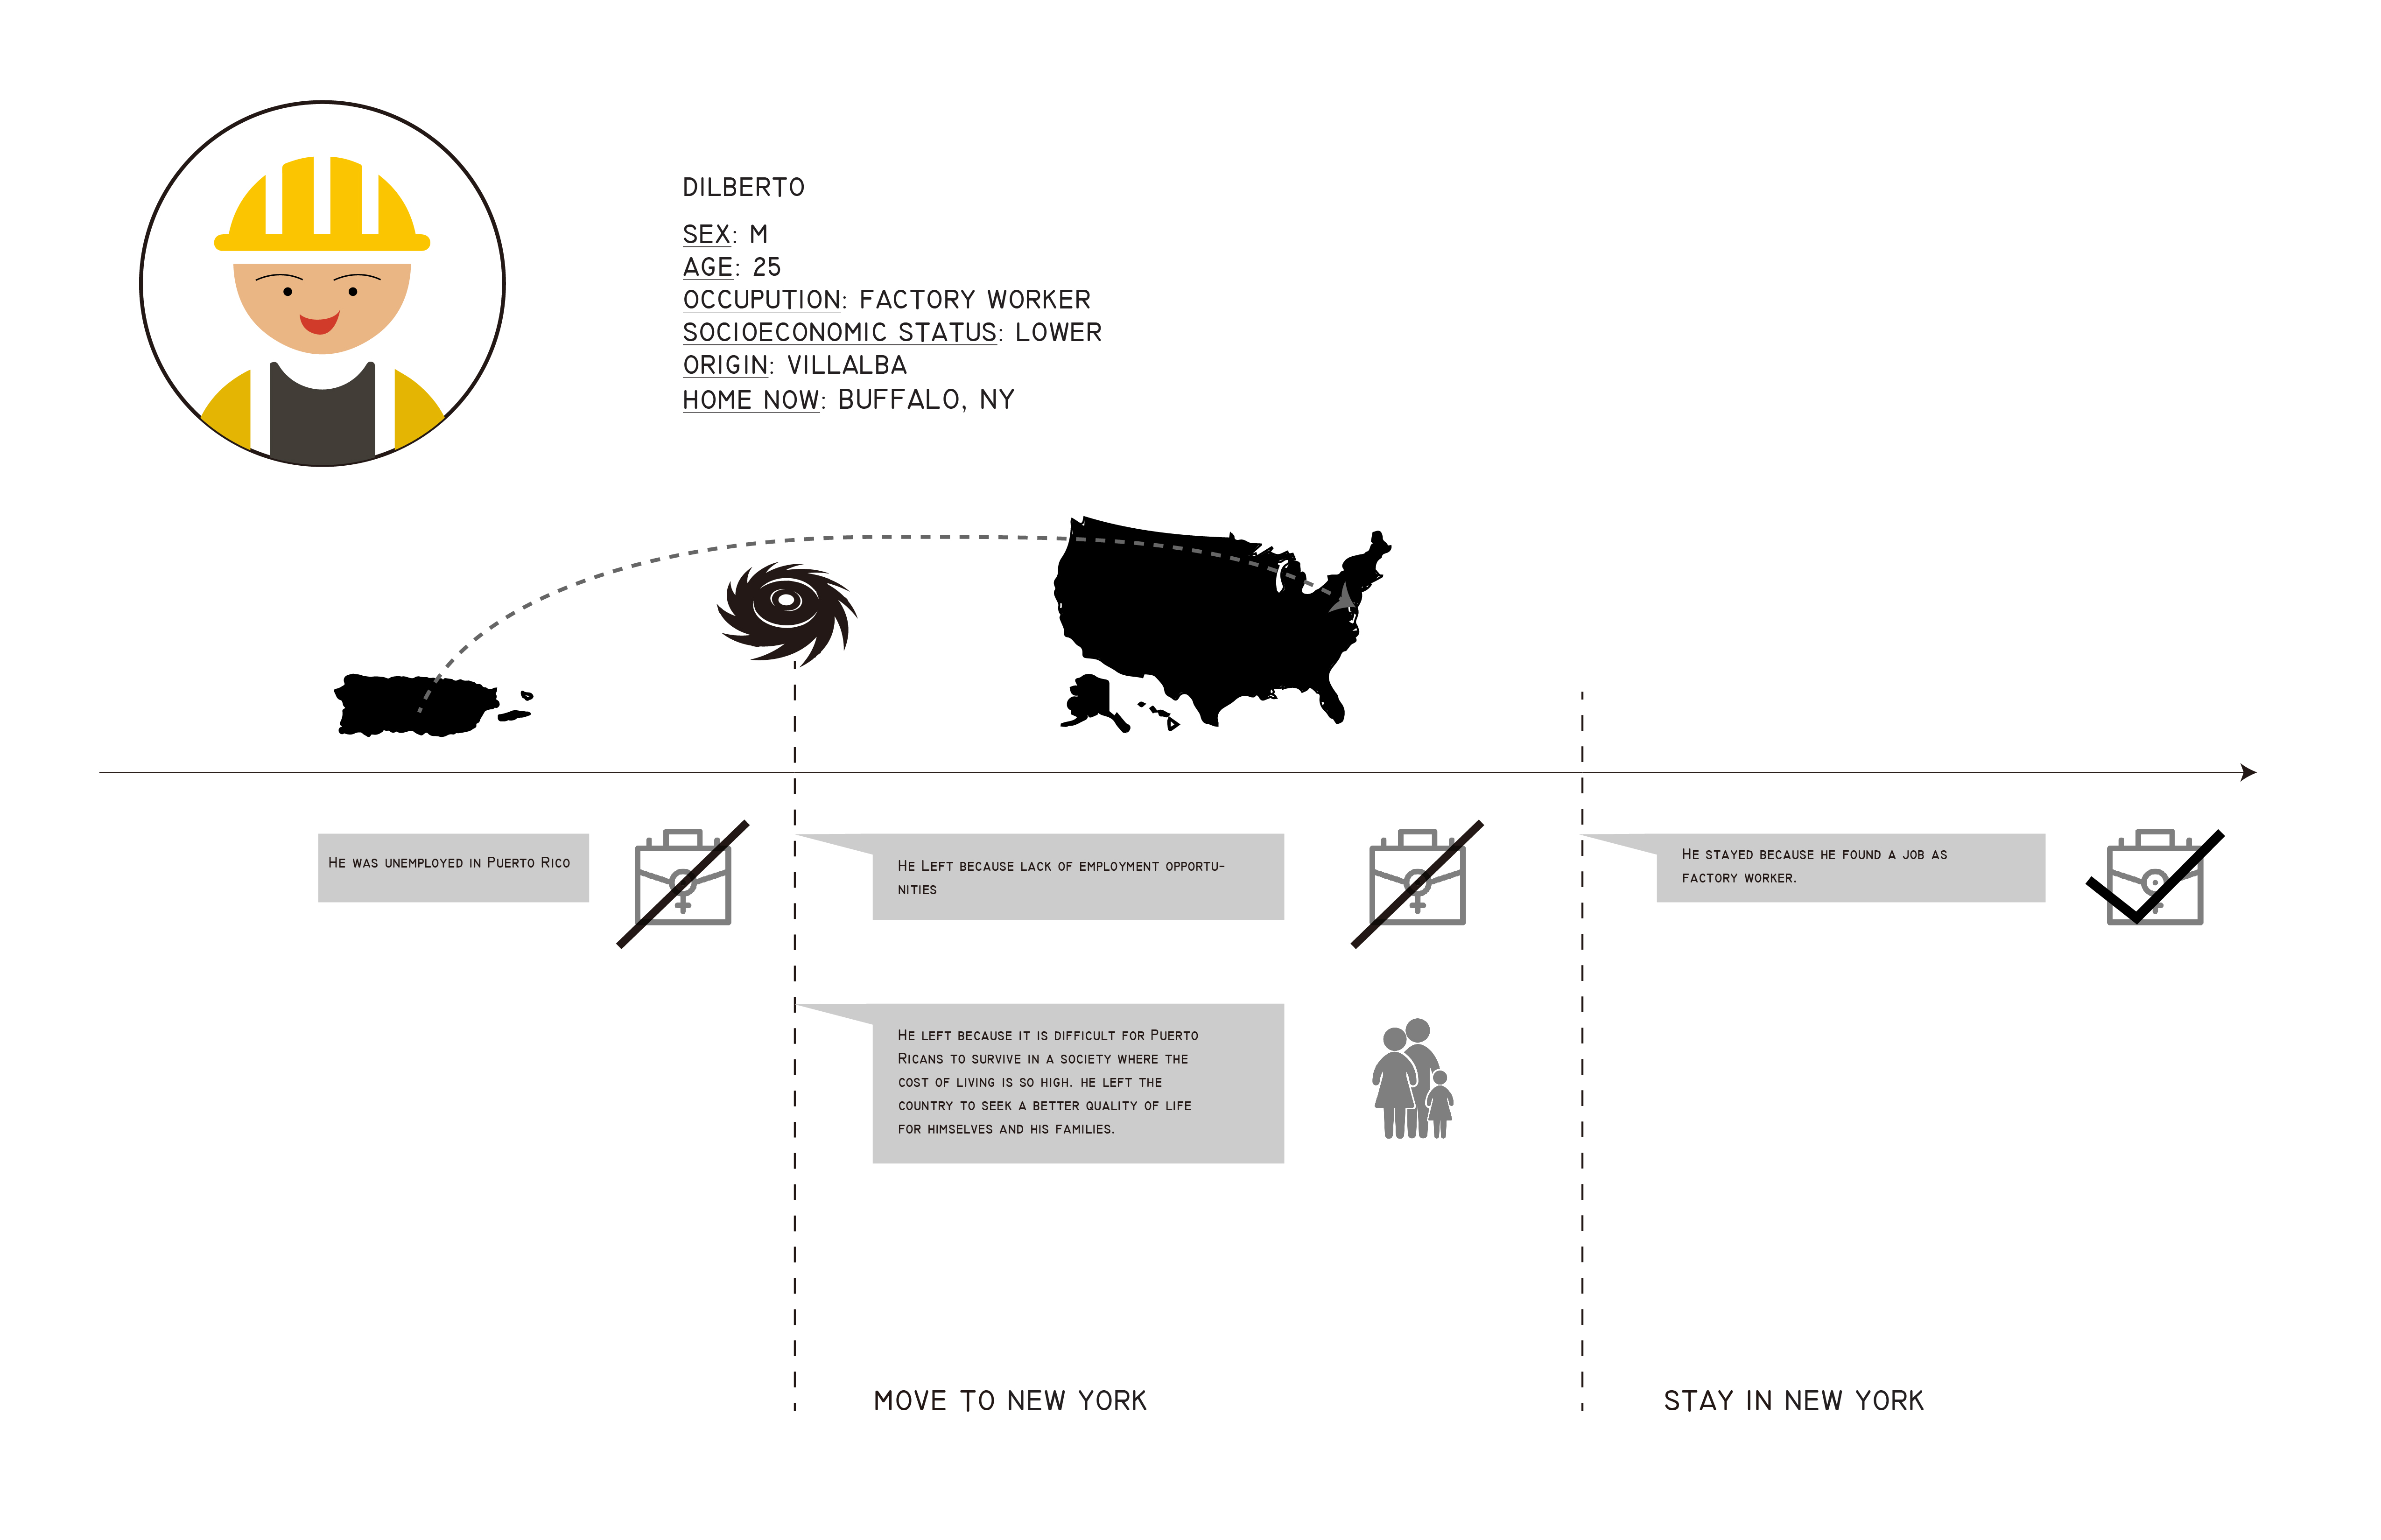 DILBERTO
SEX: M
AGE: 25
OCCUPUTION: FACTORY WORKER
SOCIOECONOMIC STATUS: LOWER
ORIGIN: VILLALBA
HOME NOW: BUFFALO, NY
He was unemployed in Puerto Rico
He Left because lack of employment opportu-
nities
He stayed because he found a job as
factory worker.
He left because it is difficult for Puerto
Ricans to survive in a society where the
cost of living is so high. he left the
country to seek a better quality of life
for himselves and his families.
MOVE TO NEW YORK
STAY IN NEW YORK